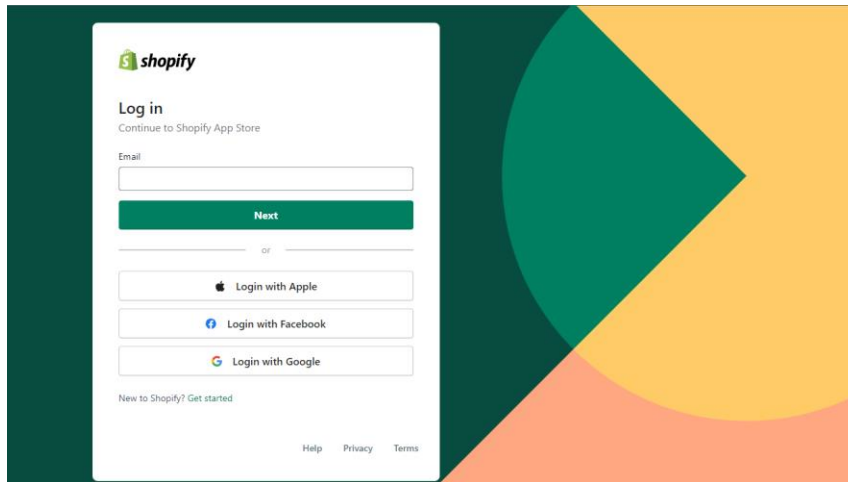 shopify
Log in
Continue to Shopify App Store
Email
Next
or
Login with Apple
Login with Facebook
Login with Google
New to Shopify? Get started
Help Privacy Terms